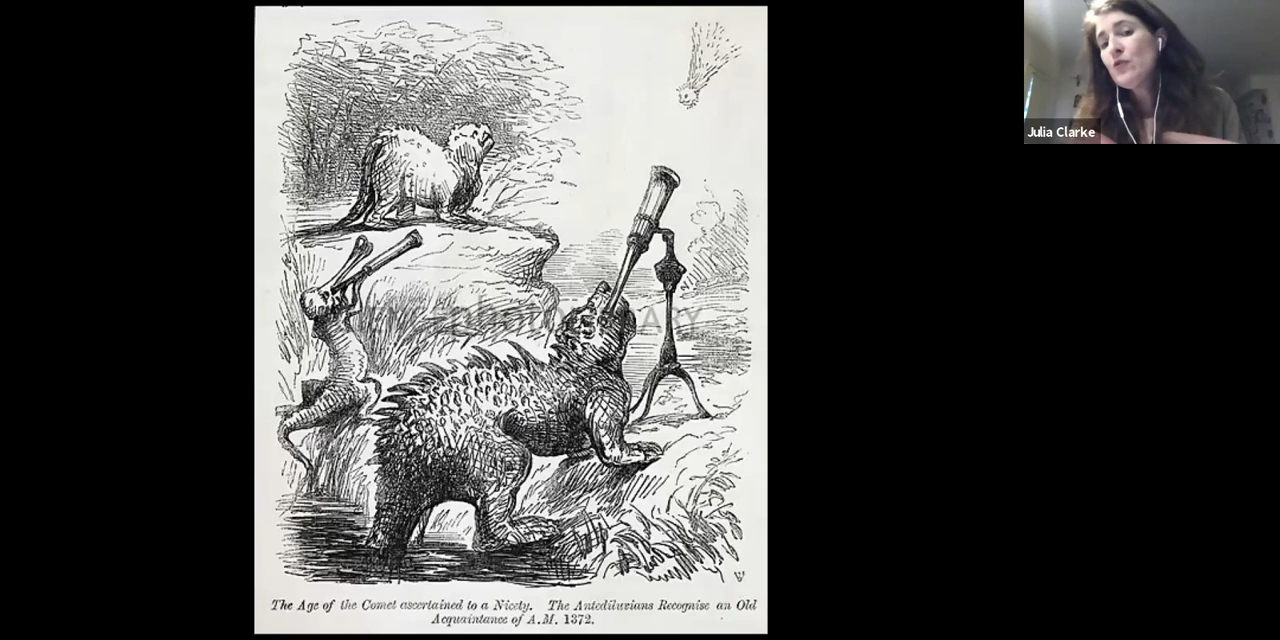 The Age of the Comet ascertained to a Nicety. The Antediluvians Recognise an Old
Acquaintance of A.M. 1372.
Julia Clarke